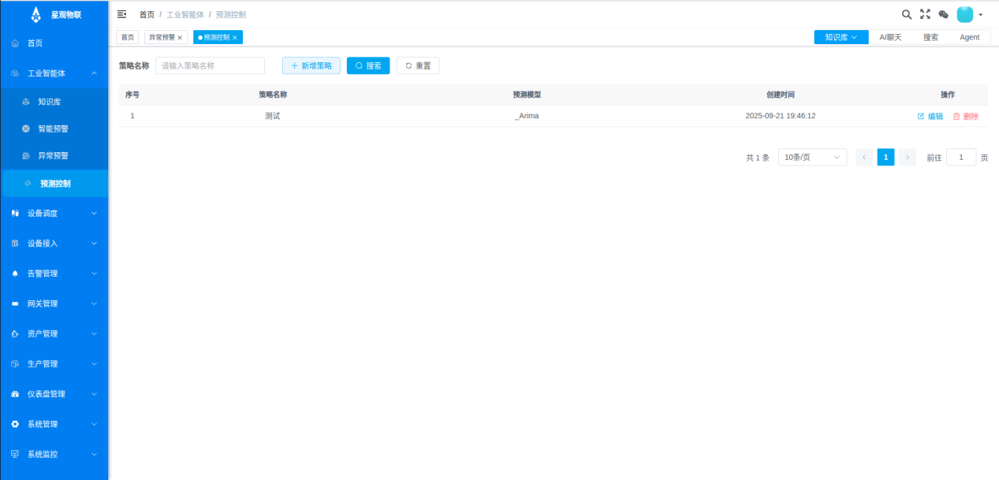 星观物联
首页 / 工业智能体 / 预测控制
首页
异常预警 ×
预测控制 ×
知识库
AI聊天
搜索
Agent
首页
工业智能体
知识库
智能预警
异常预警
预测控制
设备调度
设备接入
告警管理
网关管理
资产管理
生产管理
仪表盘管理
系统管理
系统监控
策略名称 请输入策略名称 新增策略 搜索 重置
序号 策略名称 预测模型 创建时间 操作
1 测试 _Arima 2025-09-21 19:46:12 编辑 删除
共 1 条 10条/页 < 1 > 前往 1 页